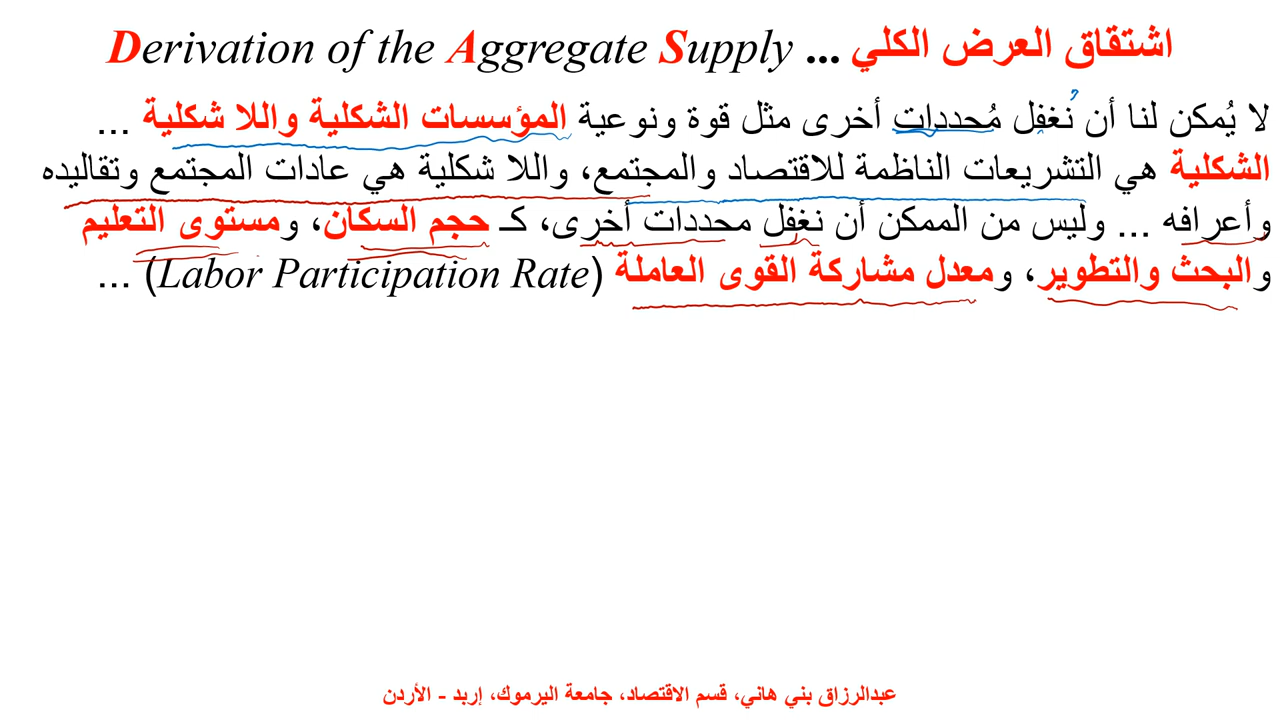 اشتقاق العرض الكلي ... Derivation of the Aggregate Supply
لا يُمكن لنا أن نغفل مُحددات أخرى مثل قوة ونوعية المؤسسات الشكلية واللا شكلية ...
الشكلية هي التشريعات الناظمة للاقتصاد والمجتمع، واللا شكلية هي عادات المجتمع وتقاليده
وأعرافه ... وليس من الممكن أن نغفل محددات أخرى، كـ حجم السكان، ومستوى التعليم
والبحث والتطوير، ومعدل مشاركة القوى العاملة (Labor Participation Rate) ...
عبدالرزاق بني هاني، قسم الاقتصاد، جامعة اليرموك، إربد - الأردن